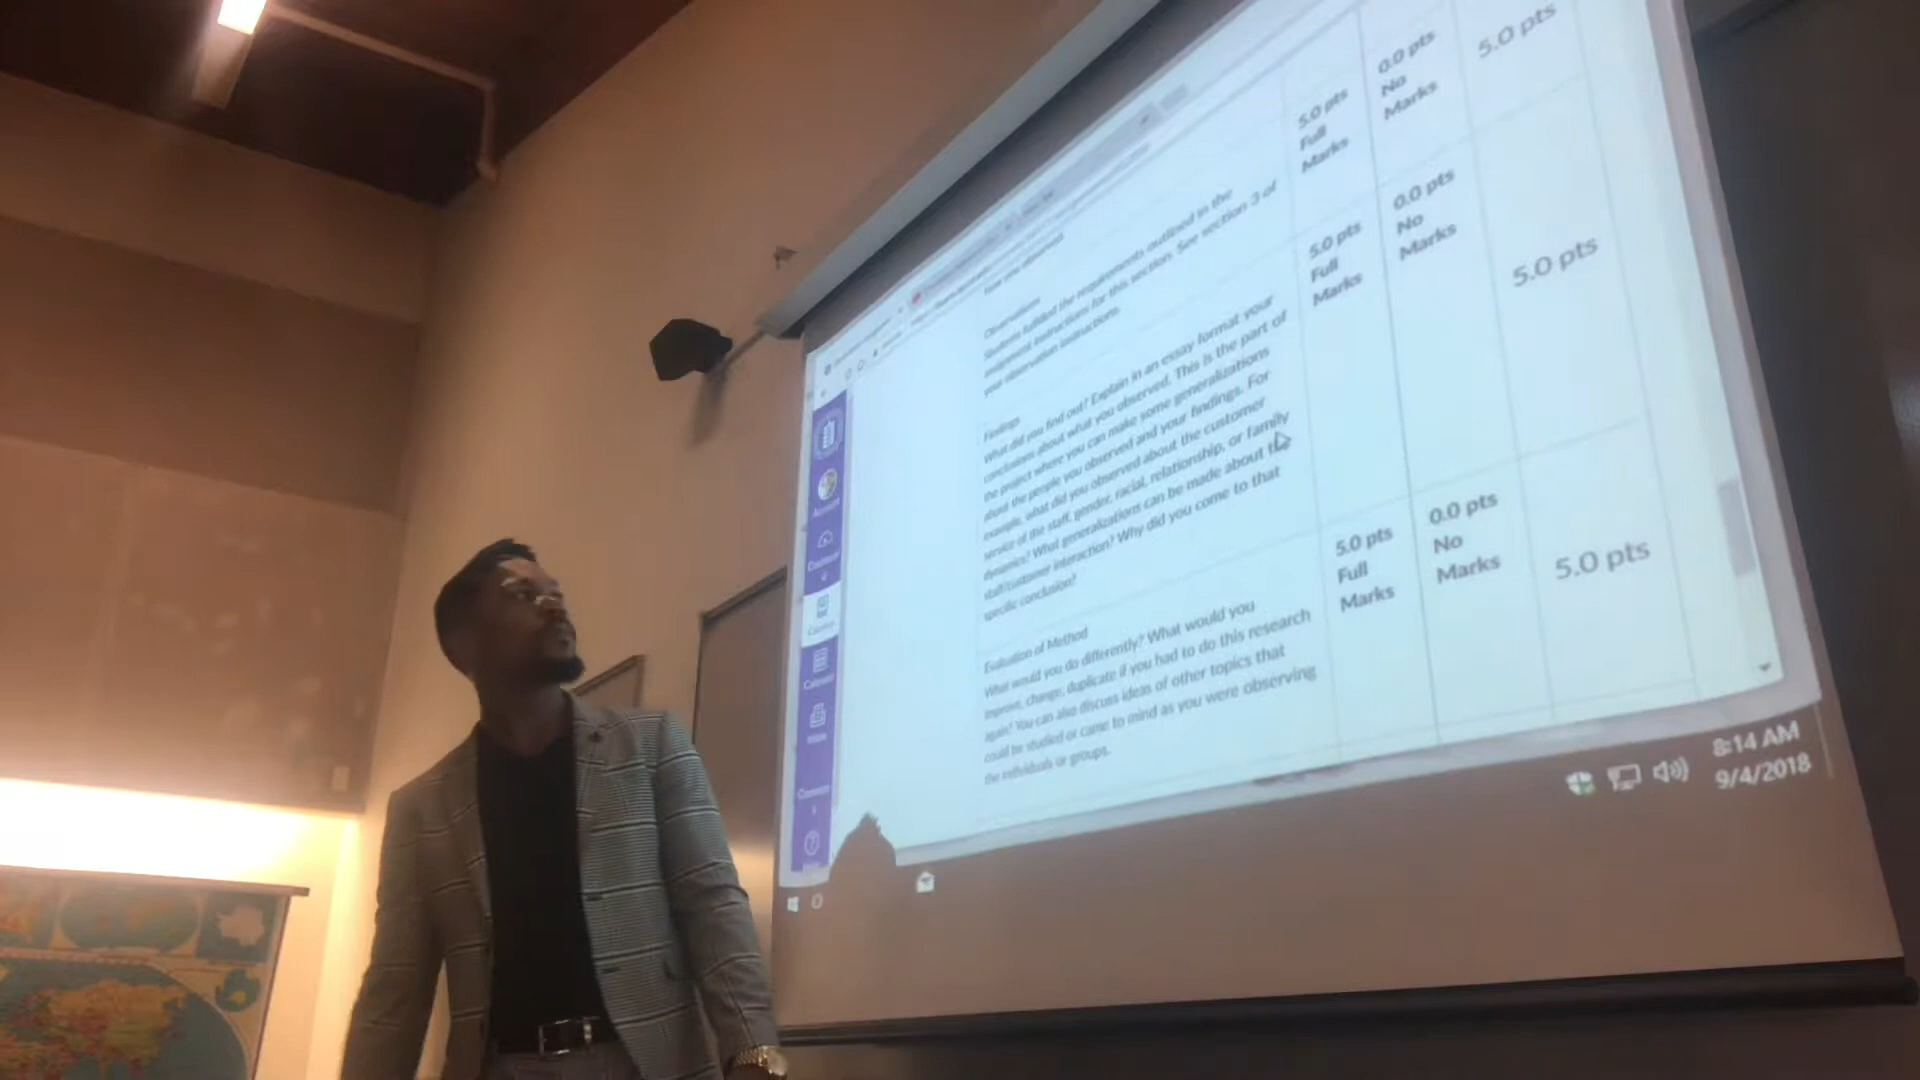 0.0 pts
No
Marks
5.0 pts
5.0 pts
Full
Marks
Observations
Students fulfilled the requirements outlined in the
assignment instructions for this section. See section 3 of
your observation instructions.
5.0 pts
Full
Marks
0.0 pts
No
Marks
5.0 pts
Findings
What did you find out? Explain in an essay format your
conclusions about what you observed. This is the part of
the project where you can make some generalizations
about the people you observed and your findings. For
example, what did you observed about the customer
service of the staff, gender, racial, relationship, or family
dynamics? What generalizations can be made about the
staff/customer interaction? Why did you come to that
specific conclusion?
5.0 pts
Full
Marks
0.0 pts
No
Marks
5.0 pts
Evaluation of Method
What would you do differently? What would you
improve, change, duplicate if you had to do this research
again? You can also discuss ideas of other topics that
could be studied or came to mind as you were observing
the individuals or groups.
Account
Calendar
Inbox
8:14 AM
9/4/2018